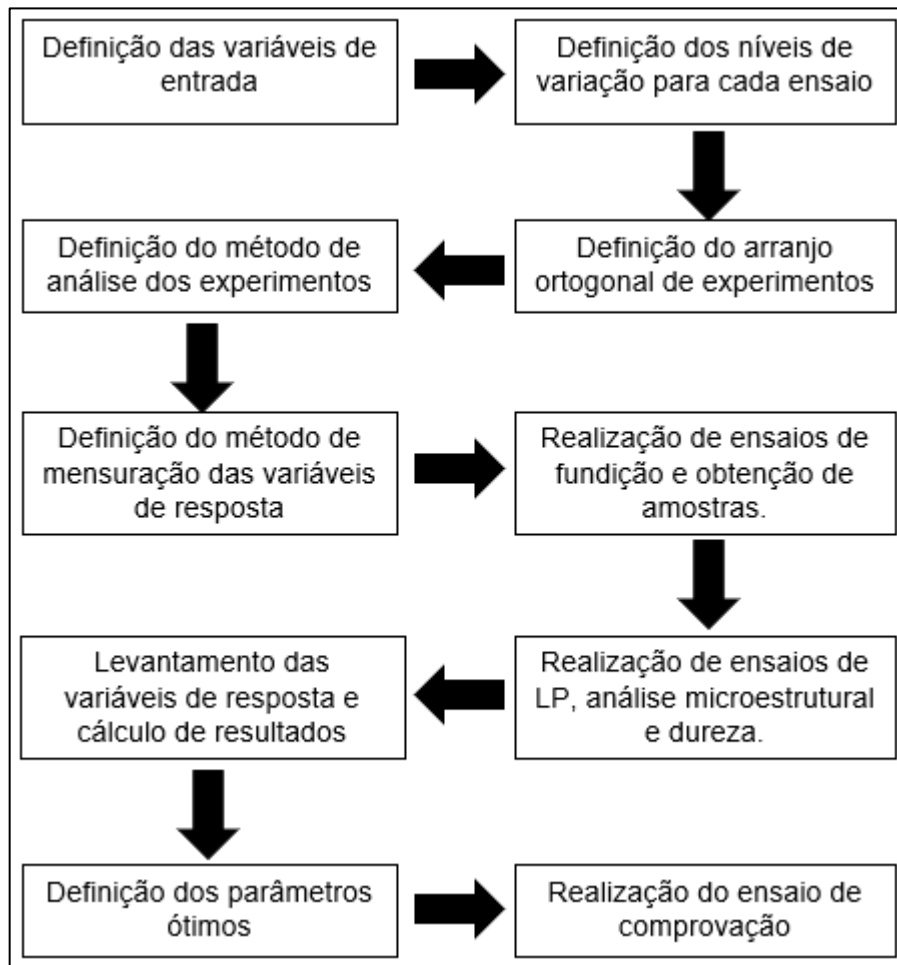 Definição das variáveis de
entrada
Definição dos níveis de
variação para cada ensaio
Definição do arranjo
ortogonal de experimentos
Definição do método de
análise dos experimentos
Definição do método de
mensuração das variáveis
de resposta
Realização de ensaios de
fundição e obtenção de
amostras.
Realização de ensaios de
LP, análise microestrutural
e dureza.
Levantamento das
variáveis de resposta e
cálculo de resultados
Definição dos parâmetros
ótimos
Realização do ensaio de
comprovação